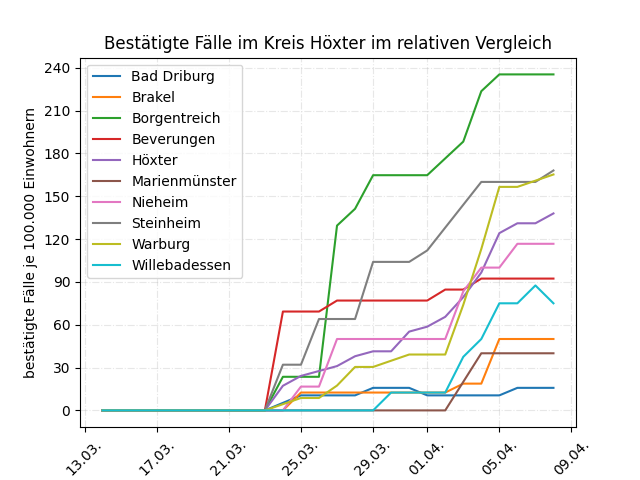 Bestätigte Fälle im Kreis Höxter im relativen Vergleich
bestätigte Fälle je 100.000 Einwohnern
240
210
180
150
120
90
60
30
0
Bad Driburg
Brakel
Borgentreich
Beverungen
Höxter
Marienmünster
Nieheim
Steinheim
Warburg
Willebadessen
13.03.
17.03.
21.03.
25.03.
29.03.
01.04.
05.04.
09.04.